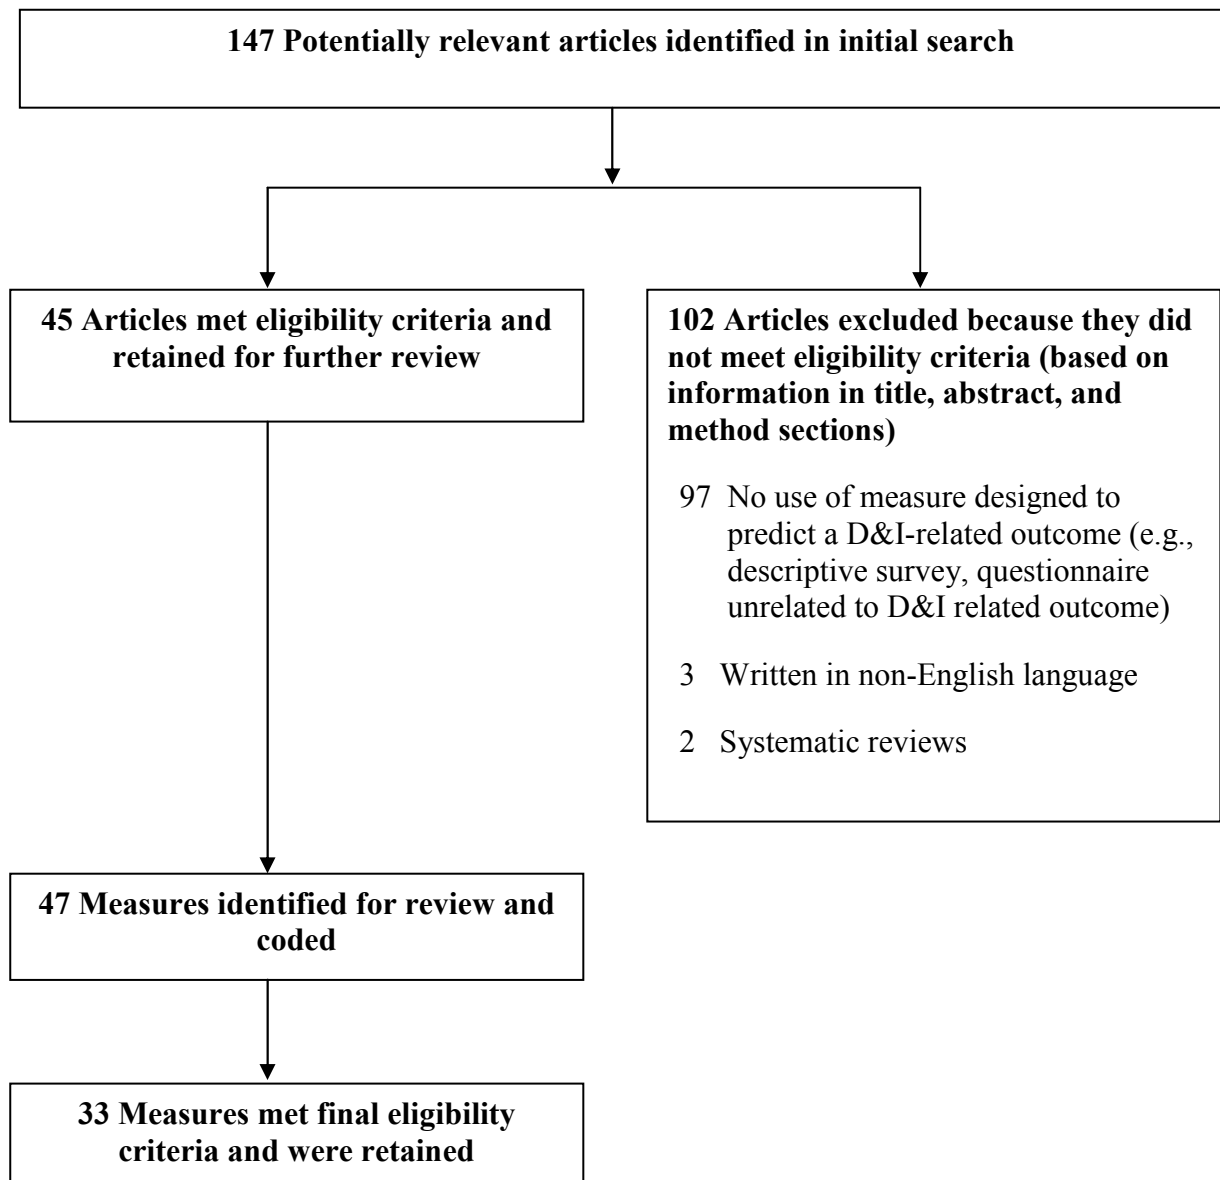 147 Potentially relevant articles identified in initial search
45 Articles met eligibility criteria and
retained for further review
102 Articles excluded because they did
not meet eligibility criteria (based on
information in title, abstract, and
method sections)
97 No use of measure designed to
predict a D&I-related outcome (e.g.,
descriptive survey, questionnaire
unrelated to D&I related outcome)
3 Written in non-English language
2 Systematic reviews
47 Measures identified for review and
coded
33 Measures met final eligibility
criteria and were retained